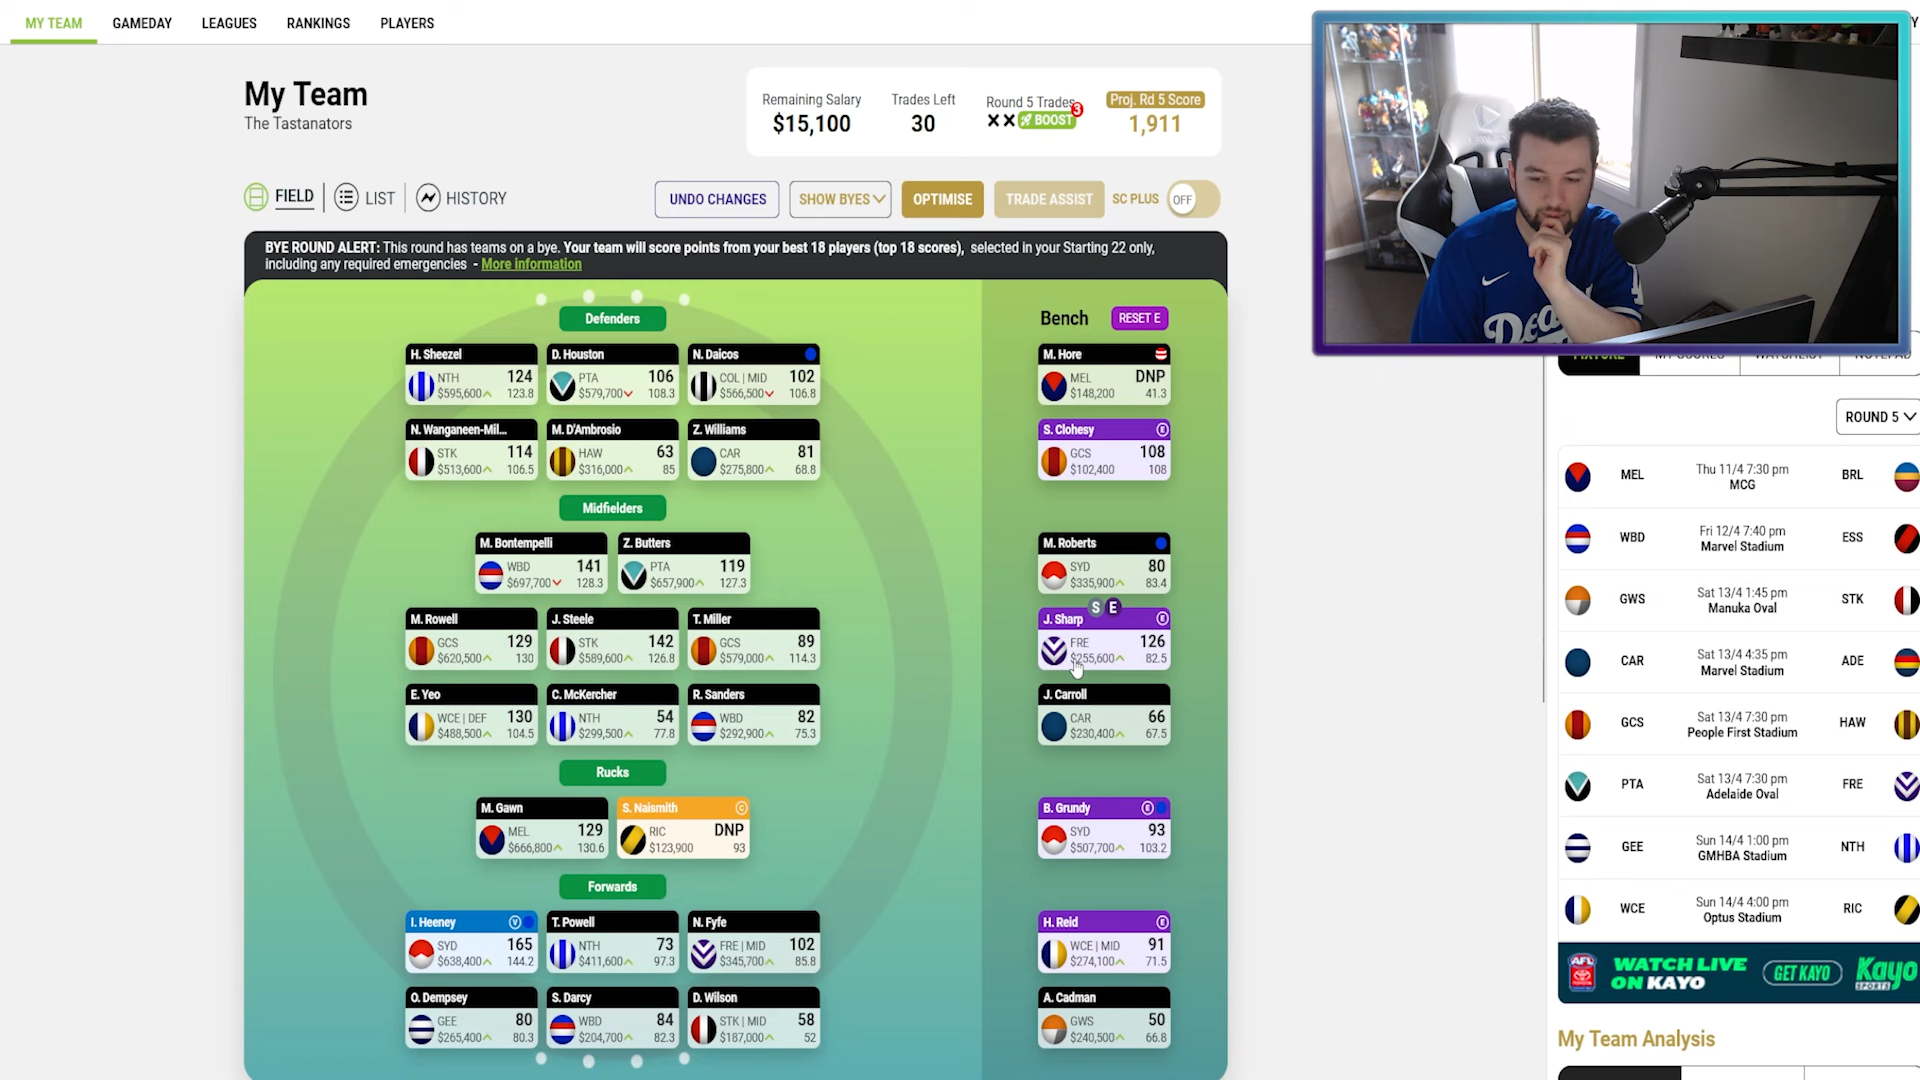 MY TEAM
GAMEDAY
LEAGUES
RANKINGS
PLAYERS
My Team
The Tastanators
Remaining Salary
$15,100
Trades Left
30
Round 5 Trades
3
BOOST
Proj. Rd 5 Score
1,911
FIELD
LIST
HISTORY
UNDO CHANGES
SHOW BYES
OPTIMISE
TRADE ASSIST
SC PLUS OFF
BYE ROUND ALERT: This round has teams on a bye. Your team will score points from your best 18 players (top 18 scores), selected in your Starting 22 only,
including any required emergencies - More information
Defenders
Bench RESET E
H. Sheezel
NTH 124
$595,600 123.8
D. Houston
PTA 106
$579,700 108.3
N. Daicos
COL | MID 102
$566,500 106.8
M. Hore
MEL DNP
$148,200 41.3
N. Wanganeen-Mil...
STK 114
$513,600 106.5
M. D'Ambrosio
HAW 63
$316,000 85
Z. Williams
CAR 81
$275,800 68.8
S. Clohesy E
GCS 108
$102,400 108
Midfielders
M. Bontempelli
WBD 141
$697,700 128.3
Z. Butters
PTA 119
$657,900 127.3
M. Roberts
SYD 80
$335,900 83.4
M. Rowell
GCS 129
$620,500 130
J. Steele
STK 142
$589,600 126.8
T. Miller
GCS 89
$579,000 114.3
S E
J. Sharp E
FRE 126
$255,600 82.5
E. Yeo
WCE | DEF 130
$488,500 104.5
C. McKercher
NTH 54
$299,500 77.8
R. Sanders
WBD 82
$292,900 75.3
J. Carroll
CAR 66
$230,400 67.5
Rucks
M. Gawn
MEL 129
$666,800 130.6
S. Naismith C
RIC DNP
$123,900 93
B. Grundy E
SYD 93
$507,700 103.2
Forwards
I. Heeney V
SYD 165
$638,400 144.2
T. Powell
NTH 73
$411,600 97.3
N. Fyfe
FRE | MID 102
$345,700 85.8
H. Reid E
WCE | MID 91
$274,100 71.5
O. Dempsey
GEE 80
$265,400 80.3
S. Darcy
WBD 84
$204,700 82.3
D. Wilson
STK | MID 58
$187,000 52
A. Cadman
GWS 50
$240,500 66.8
ROUND 5
MEL Thu 11/4 7:30 pm BRL
MCG
WBD Fri 12/4 7:40 pm ESS
Marvel Stadium
GWS Sat 13/4 1:45 pm STK
Manuka Oval
CAR Sat 13/4 4:35 pm ADE
Marvel Stadium
GCS Sat 13/4 7:30 pm HAW
People First Stadium
PTA Sat 13/4 7:30 pm FRE
Adelaide Oval
GEE Sun 14/4 1:00 pm NTH
GMHBA Stadium
WCE Sun 14/4 4:00 pm RIC
Optus Stadium
AFL
WATCH LIVE
ON KAYO
GET KAYO
Kayo
SPORTS
My Team Analysis